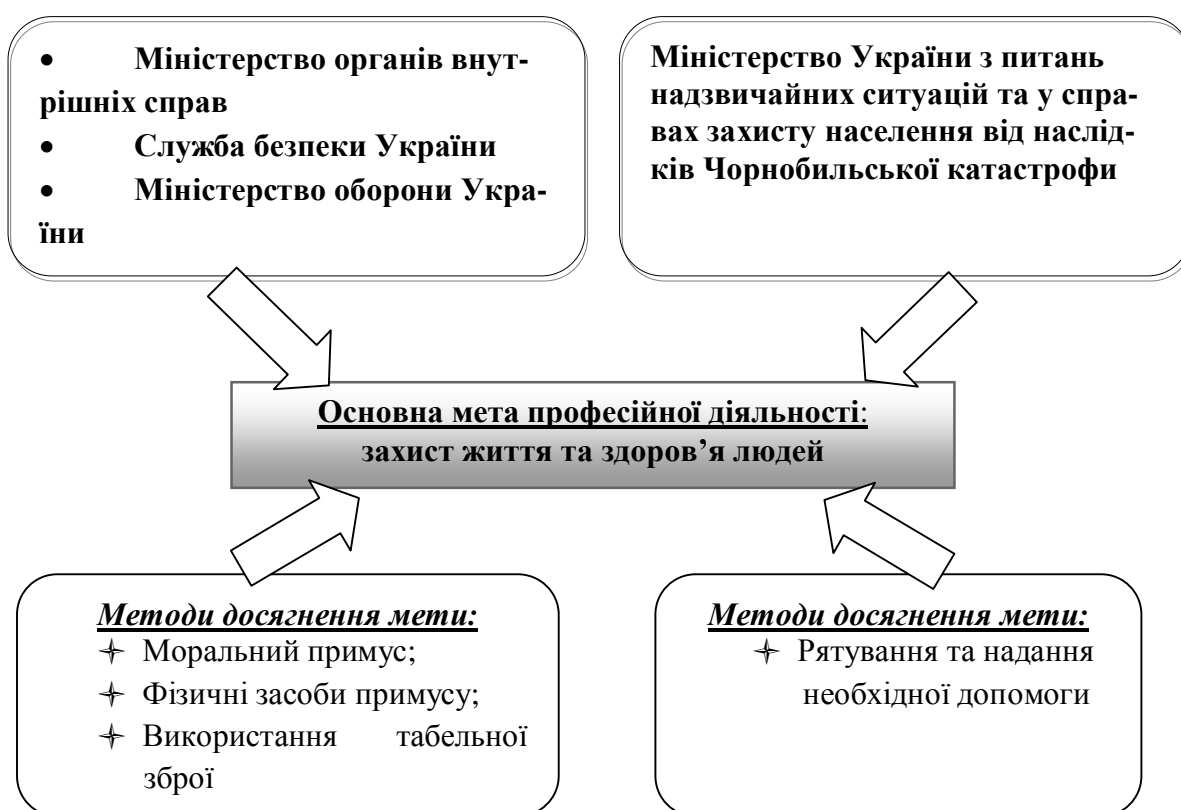 • Міністерство органів внут-
рішніх справ
• Служба безпеки України
• Міністерство оборони Укра-
їни
Міністерство України з питань
надзвичайних ситуацій та у спра-
вах захисту населення від наслід-
ків Чорнобильської катастрофи
Основна мета професійної діяльності:
захист життя та здоров’я людей
Методи досягнення мети:
Моральний примус;
Фізичні засоби примусу;
Використання табельної
зброї
Методи досягнення мети:
Рятування та надання
необхідної допомоги